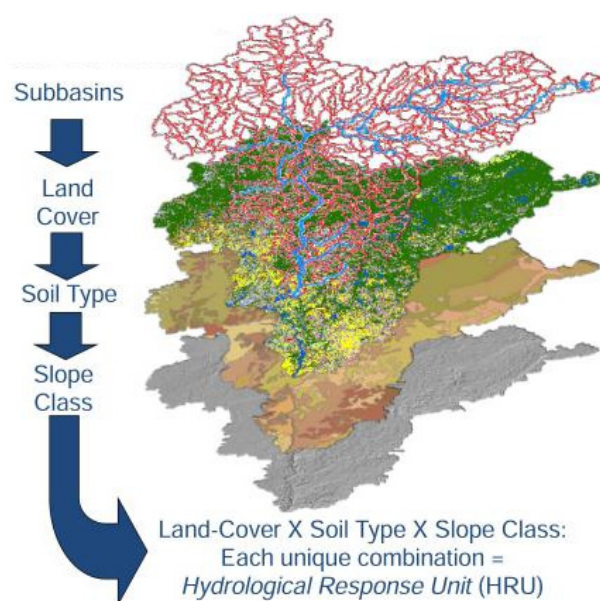 Subbasins
Land
Cover
Soil Type
Slope
Class
Land-Cover X Soil Type X Slope Class:
Each unique combination =
Hydrological Response Unit (HRU)